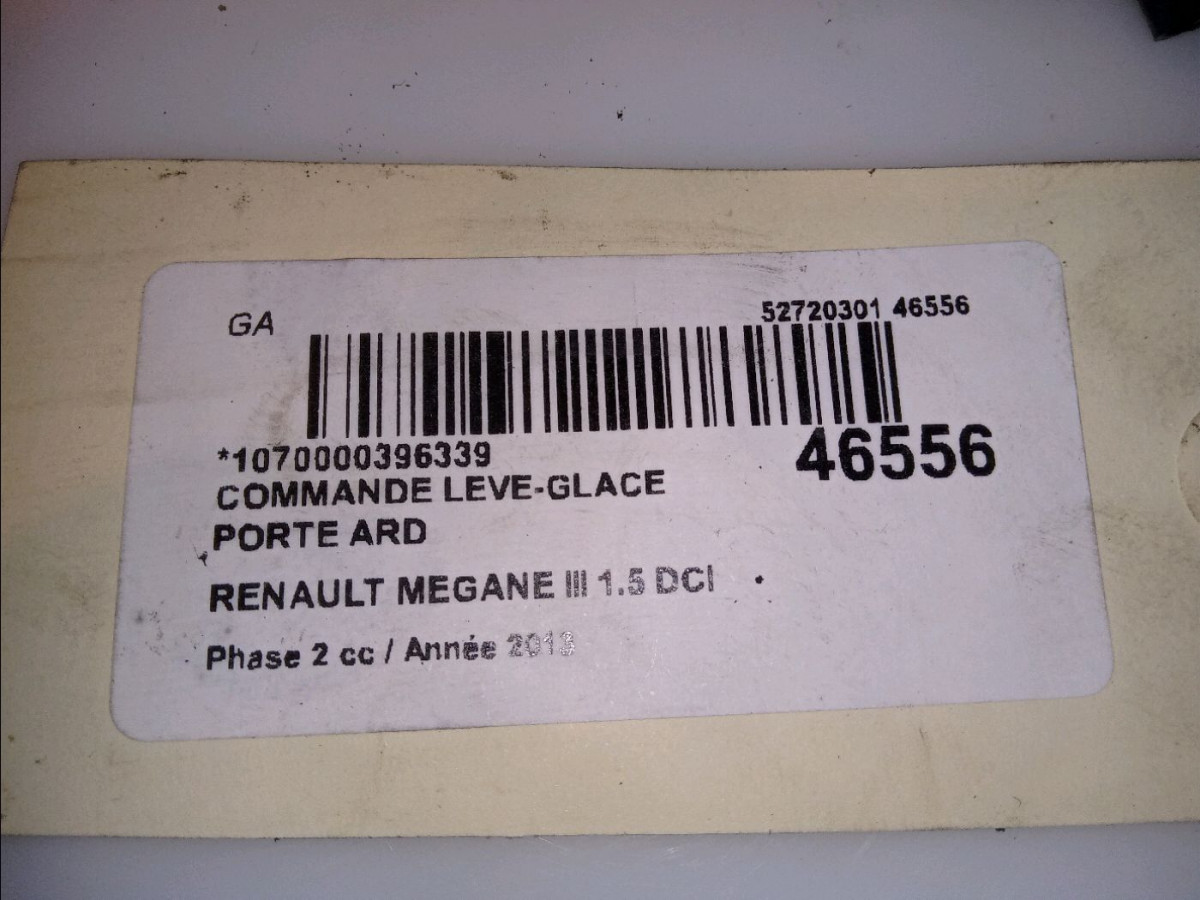 GA
52720301 46556
*1070000396339
46556
COMMANDE LEVE-GLACE
PORTE ARD
RENAULT MEGANE III 1.5 DCI
Phase 2 cc / Année 2013